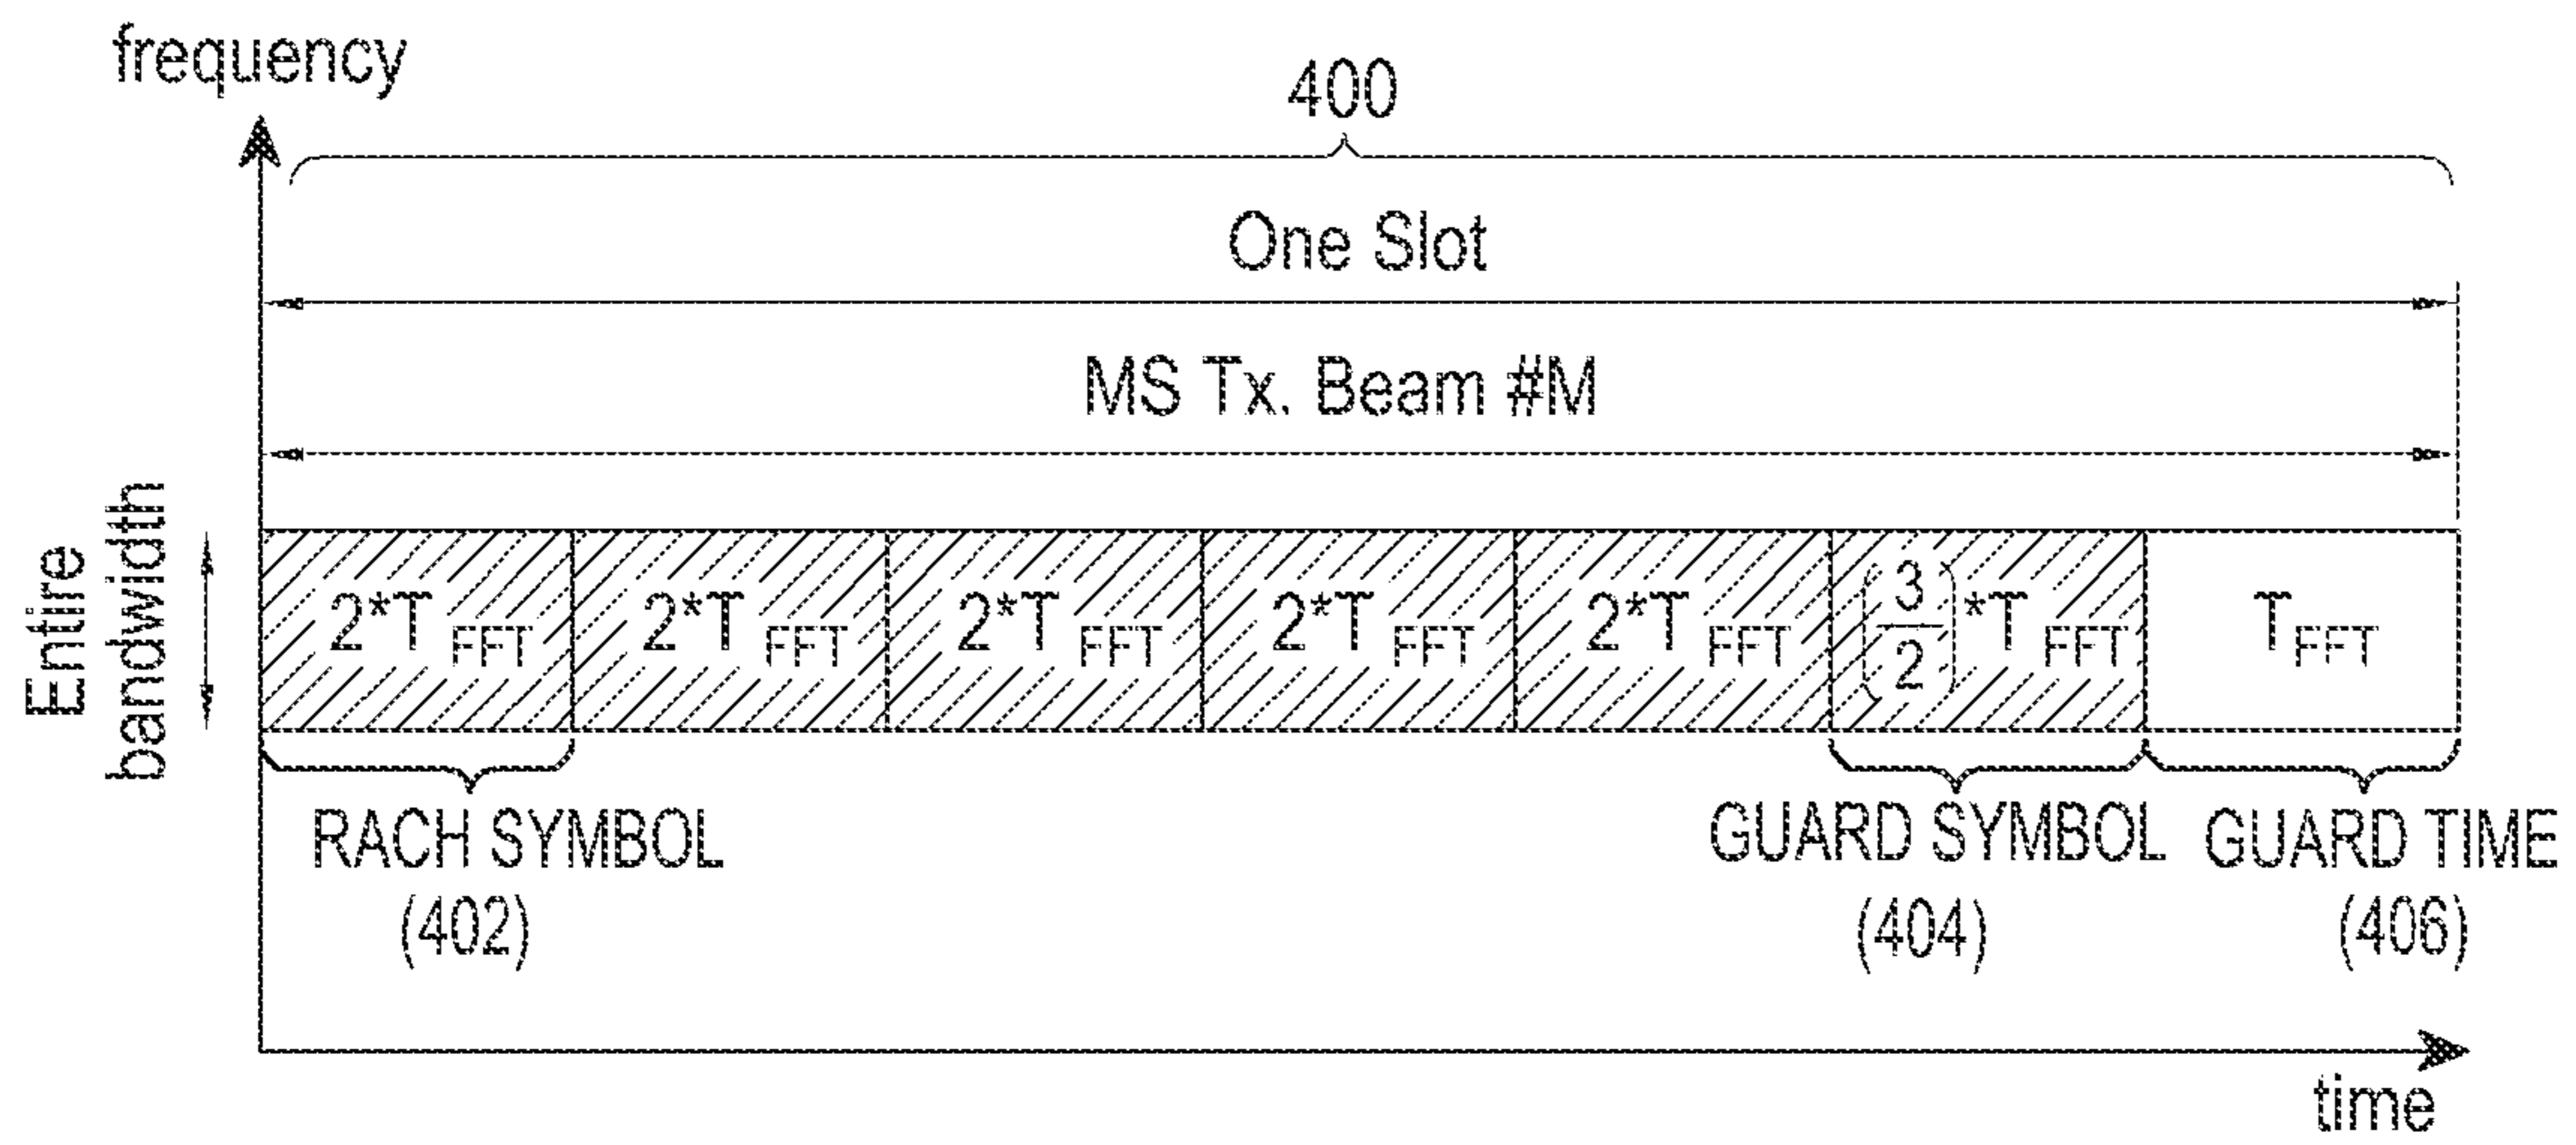 frequency
400
One Slot
MS Tx. Beam #M
Entire
bandwidth
2*T FFT 2*T FFT 2*T FFT 2*T FFT 2*T FFT (3/2)*T FFT T FFT
RACH SYMBOL GUARD SYMBOL GUARD TIME
(402) (404) (406)
time